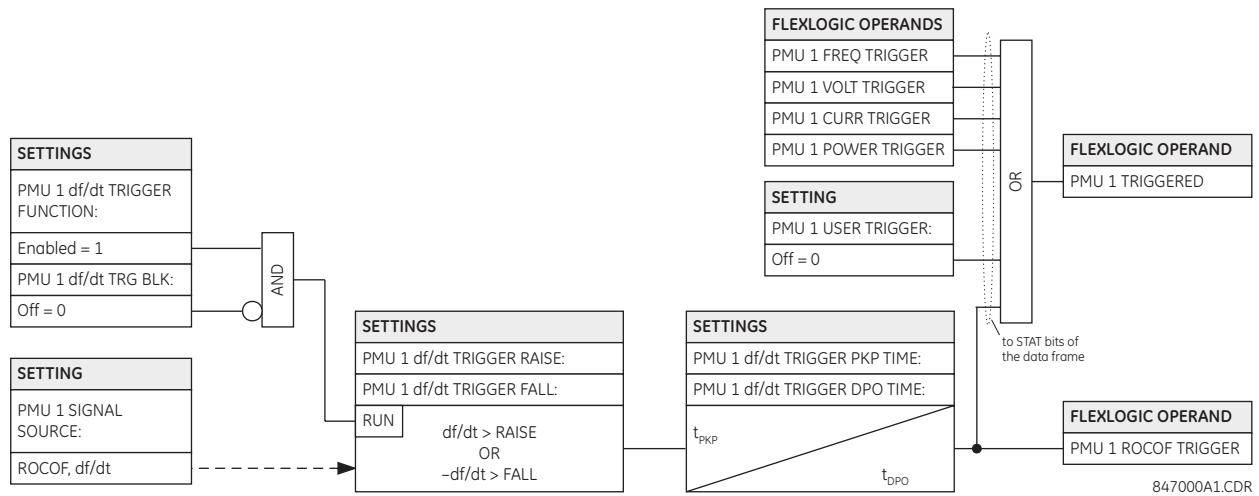 FLEXLOGIC OPERANDS
PMU 1 FREQ TRIGGER
PMU 1 VOLT TRIGGER
PMU 1 CURR TRIGGER
PMU 1 POWER TRIGGER
SETTING
PMU 1 USER TRIGGER:
Off = 0
OR
to STAT bits of
the data frame
FLEXLOGIC OPERAND
PMU 1 TRIGGERED
SETTINGS
PMU 1 df/dt TRIGGER
FUNCTION:
Enabled = 1
PMU 1 df/dt TRG BLK:
Off = 0
AND
SETTING
PMU 1 SIGNAL
SOURCE:
ROCOF, df/dt
SETTINGS
PMU 1 df/dt TRIGGER RAISE:
PMU 1 df/dt TRIGGER FALL:
RUN
df/dt > RAISE
OR
–df/dt > FALL
SETTINGS
PMU 1 df/dt TRIGGER PKP TIME:
PMU 1 df/dt TRIGGER DPO TIME:
tPKP
tDPO
FLEXLOGIC OPERAND
PMU 1 ROCOF TRIGGER
847000A1.CDR